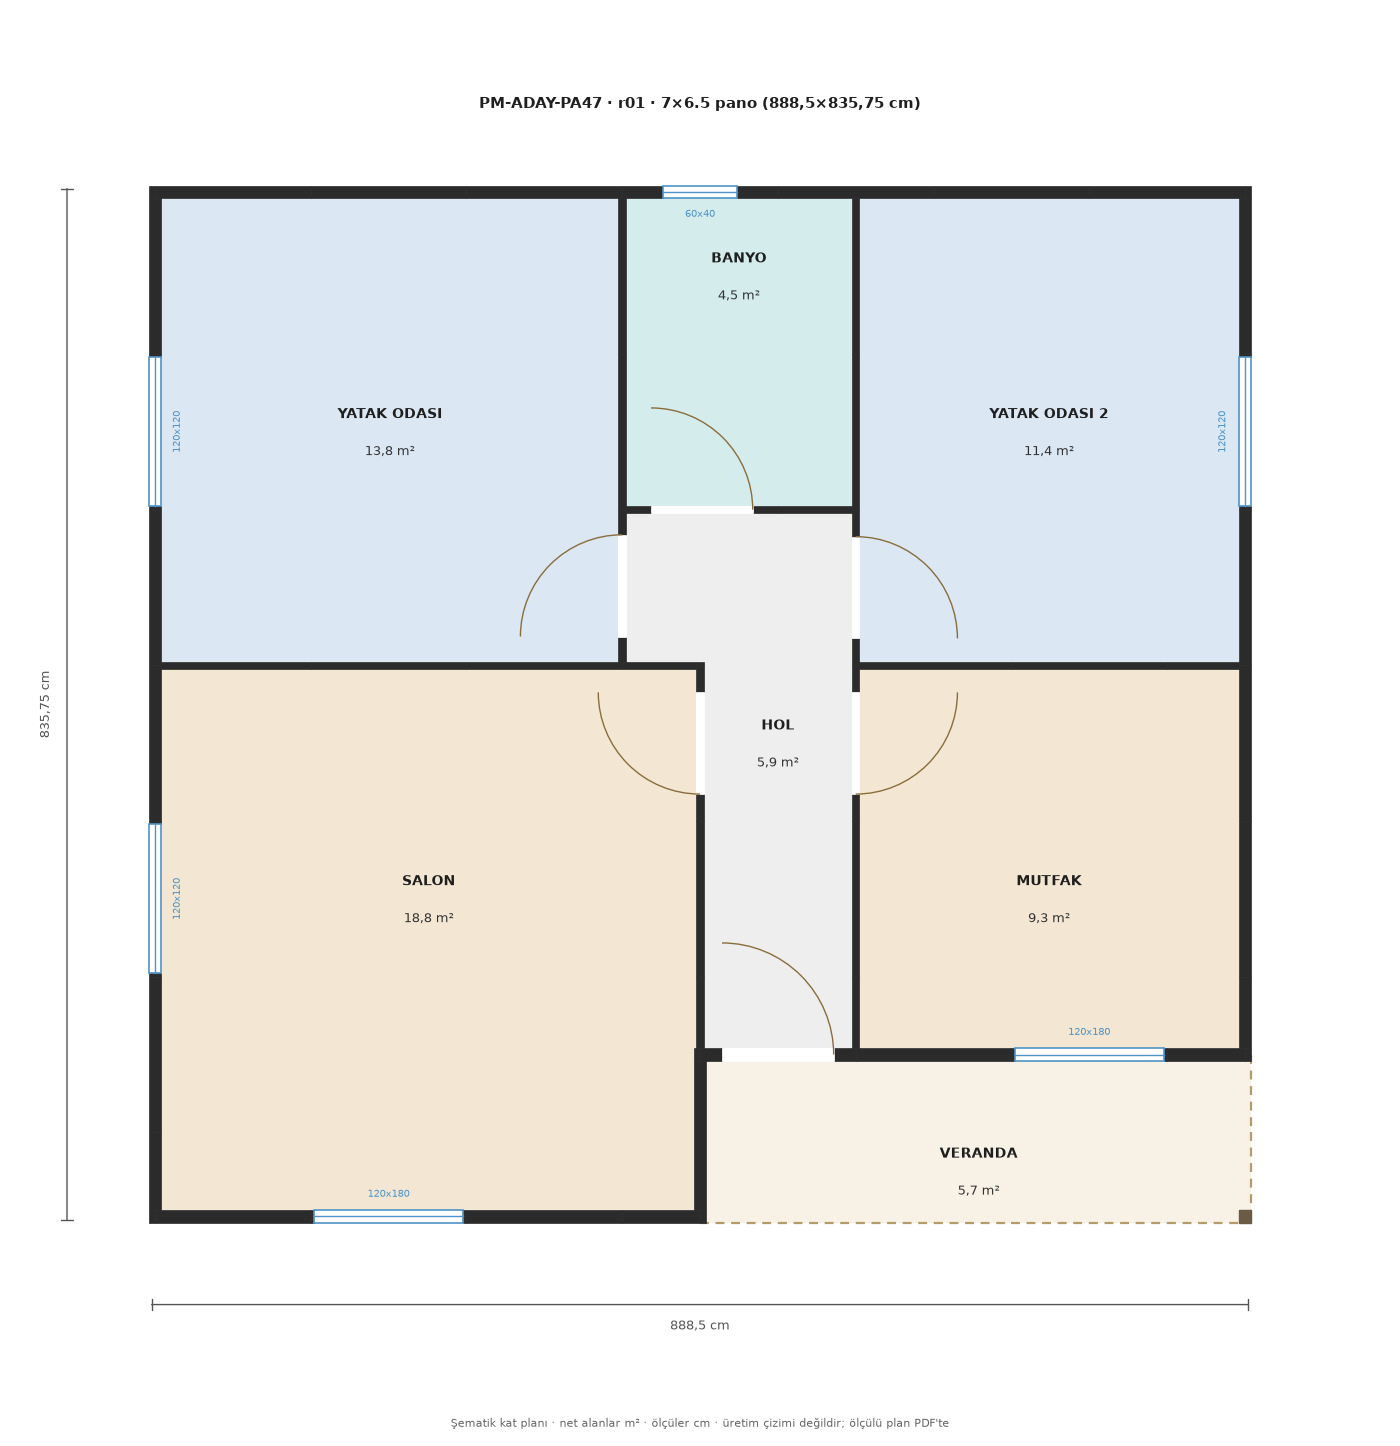 PM-ADAY-PA47 · r01 · 7×6.5 pano (888,5×835,75 cm)
60x40
BANYO
4,5 m²
YATAK ODASI
13,8 m²
120x120
YATAK ODASI 2
11,4 m²
120x120
835,75 cm
HOL
5,9 m²
SALON
18,8 m²
120x120
MUTFAK
9,3 m²
120x180
VERANDA
5,7 m²
120x180
888,5 cm
Şematik kat planı · net alanlar m² · ölçüler cm · üretim çizimi değildir; ölçülü plan PDF'te